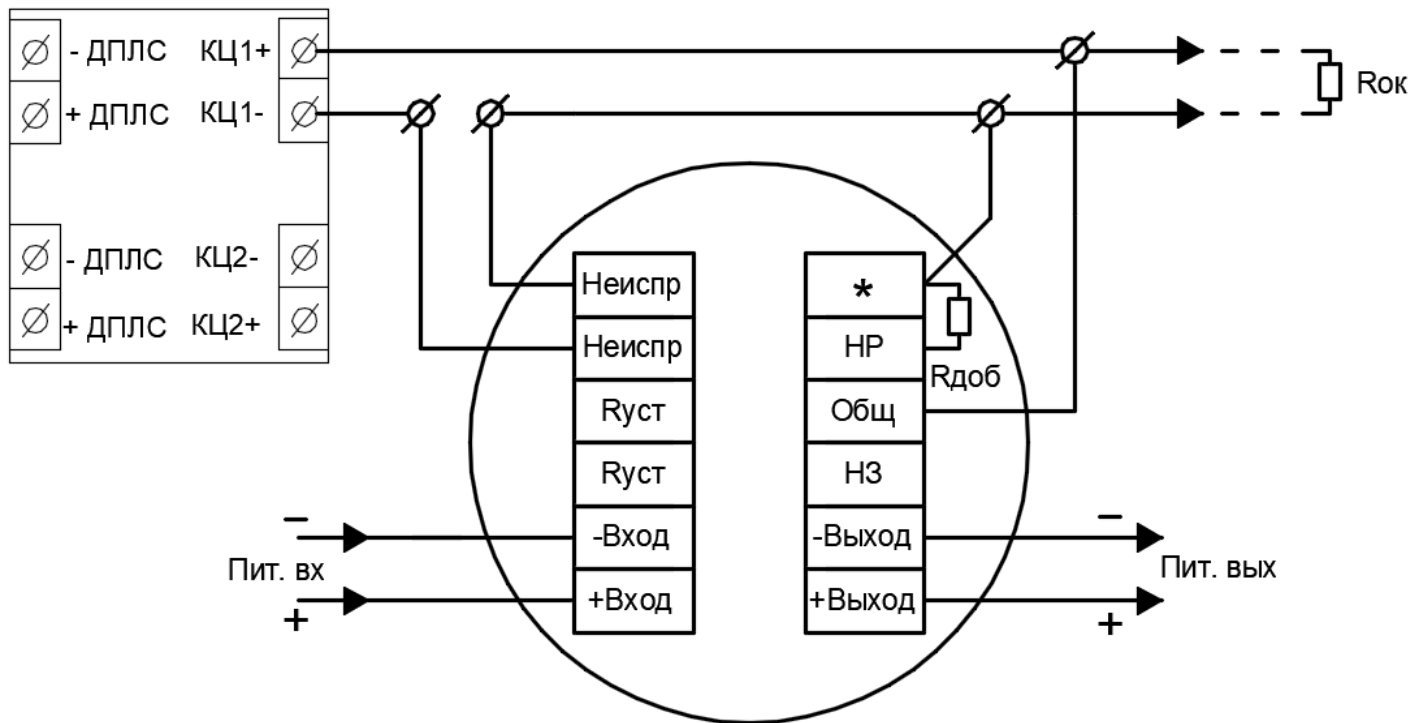 - ДПЛС КЦ1+
+ ДПЛС КЦ1-
Rок
- ДПЛС КЦ2-
+ ДПЛС КЦ2+
Неиспр
*
Неиспр
НР
Rдоб
Rуст
Общ
Rуст
НЗ
−
-Вход
-Выход
−
Пит. вх
Пит. вых
+
+Вход
+Выход
+